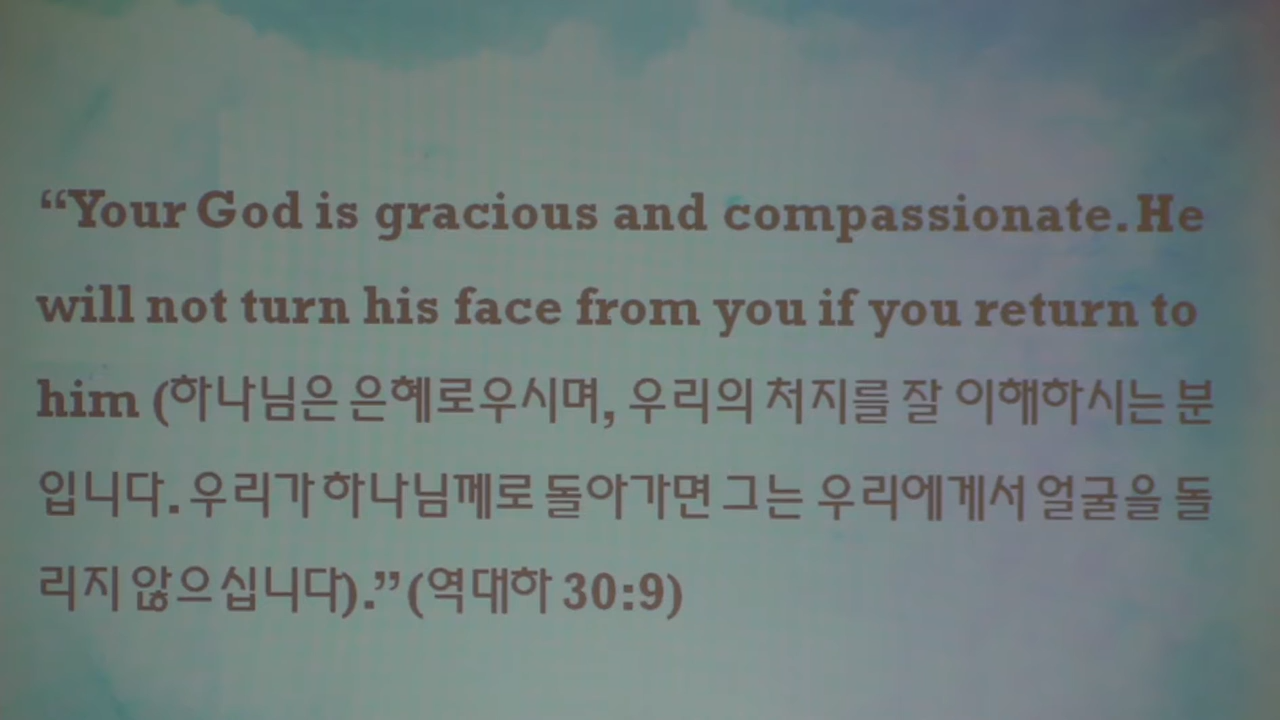 “Your God is gracious and compassionate. He
will not turn his face from you if you return to
him (하나님은 은혜로우시며, 우리의 처지를 잘 이해하시는 분
입니다. 우리가 하나님께로 돌아가면 그는 우리에게서 얼굴을 돌
리지 않으십니다).” (역대하 30:9)